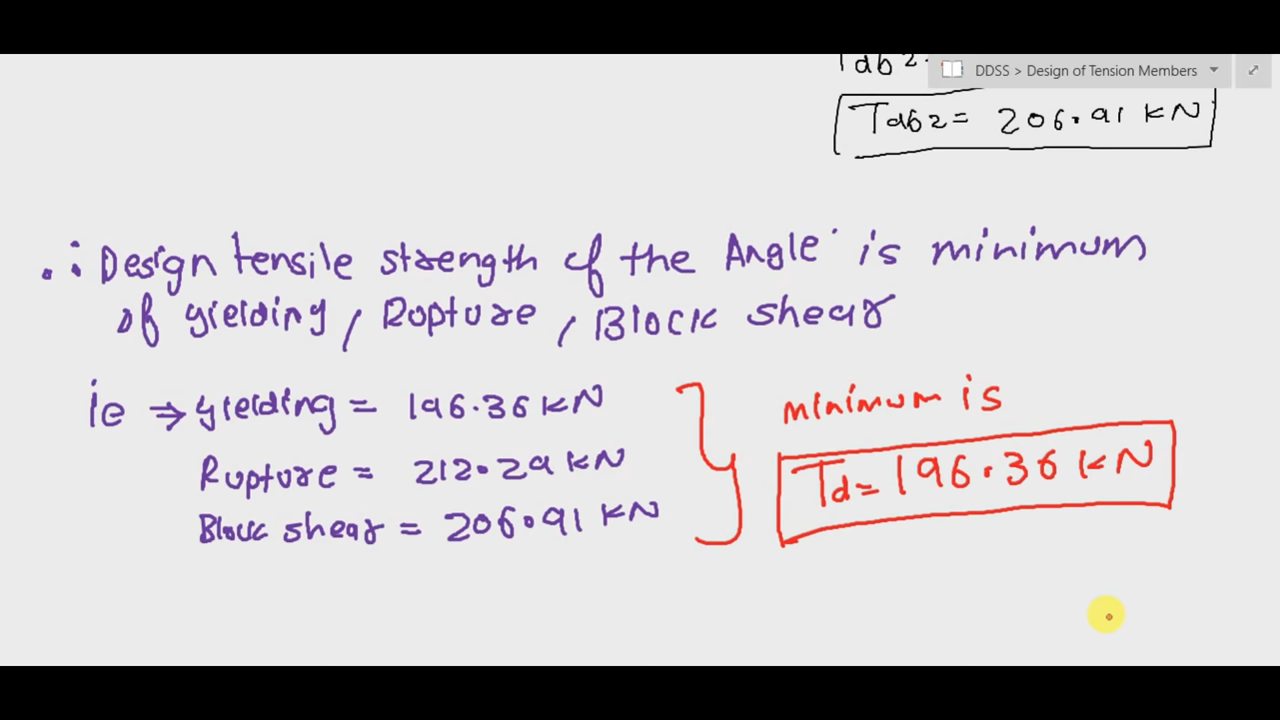 Tdb2
DDSS > Design of Tension Members
Tdb2 = 206.91 KN
∴ Design tensile strength of the Angle is minimum
of yielding, Rupture, Block shear
ie ⇒ yielding = 196.36 KN
Rupture = 212.29 KN
Block shear = 206.91 KN
minimum is
Td = 196.36 KN